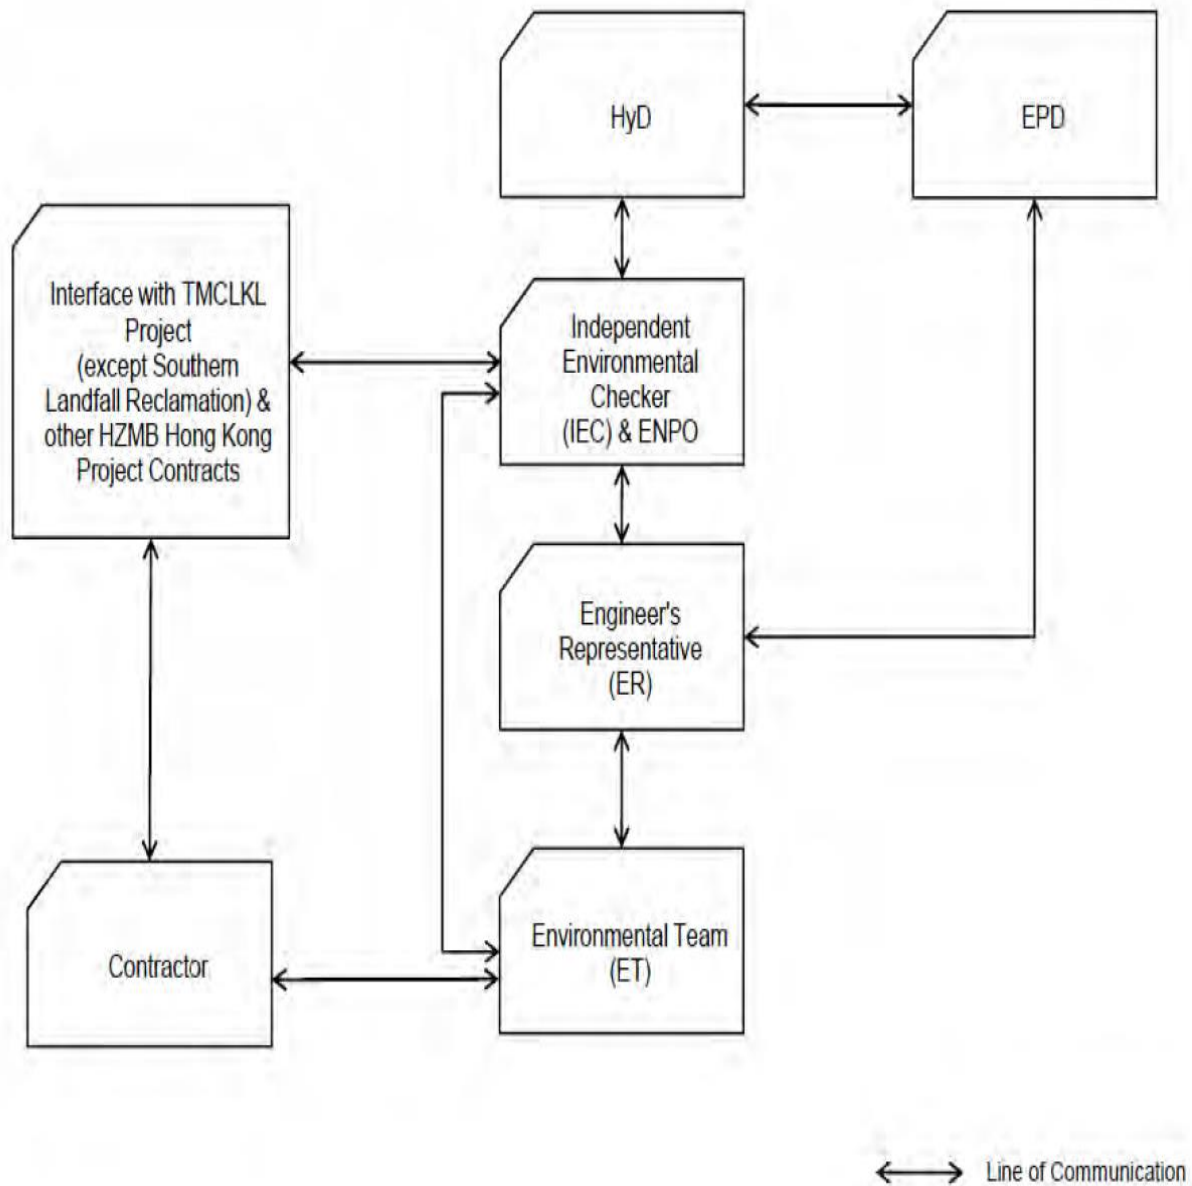 HyD
EPD
Interface with TMCLKL
Project
(except Southern
Landfall Reclamation) &
other HZMB Hong Kong
Project Contracts
Independent
Environmental
Checker
(IEC) & ENPO
Engineer's
Representative
(ER)
Contractor
Environmental Team
(ET)
Line of Communication